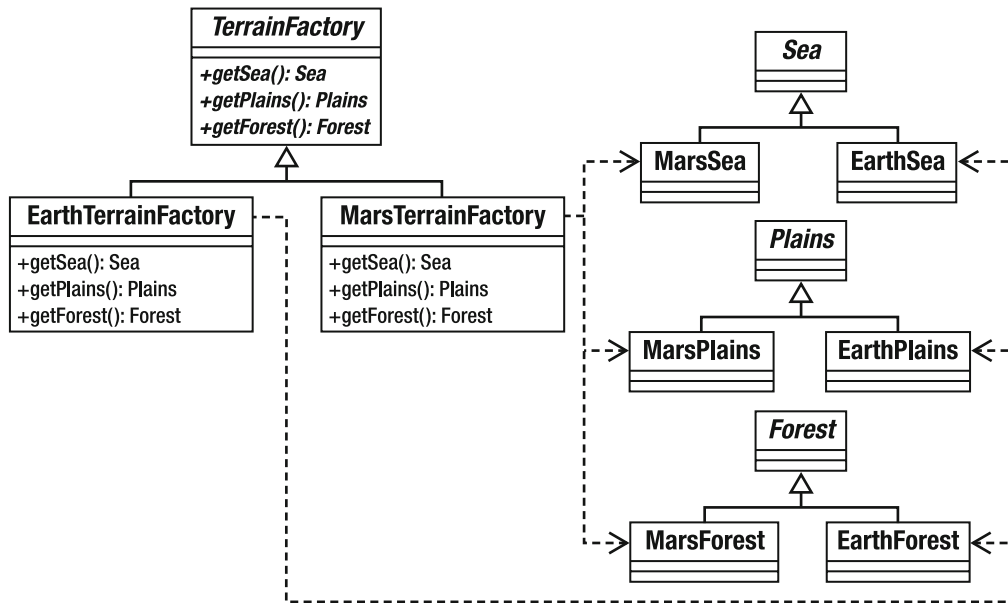 TerrainFactory
+getSea(): Sea
+getPlains(): Plains
+getForest(): Forest
EarthTerrainFactory
+getSea(): Sea
+getPlains(): Plains
+getForest(): Forest
MarsTerrainFactory
+getSea(): Sea
+getPlains(): Plains
+getForest(): Forest
Sea
MarsSea
EarthSea
Plains
MarsPlains
EarthPlains
Forest
MarsForest
EarthForest